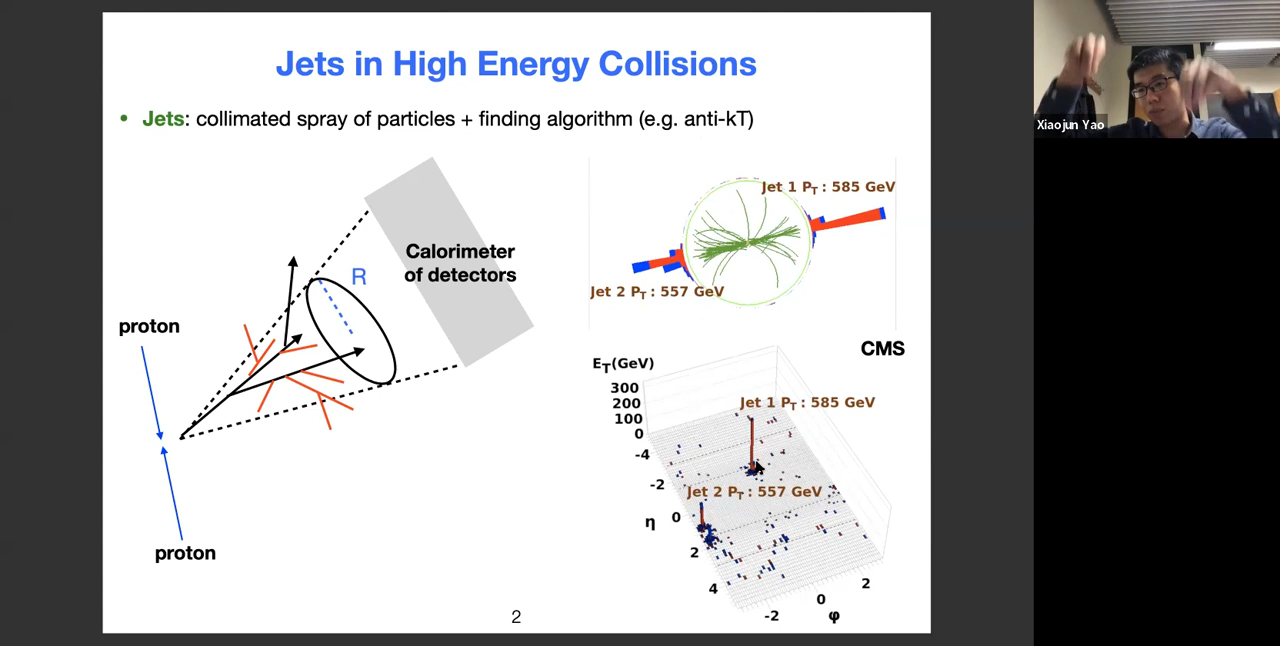 Jets in High Energy Collisions
• Jets: collimated spray of particles + finding algorithm (e.g. anti-kT)
Calorimeter
of detectors
R
proton
proton
Jet 1 PT : 585 GeV
Jet 2 PT : 557 GeV
CMS
ET(GeV)
300
200
100
0
Jet 1 PT : 585 GeV
-4
-2
Jet 2 PT : 557 GeV
η
0
2
4
-2
0
2
φ
2
Xiaojun Yao